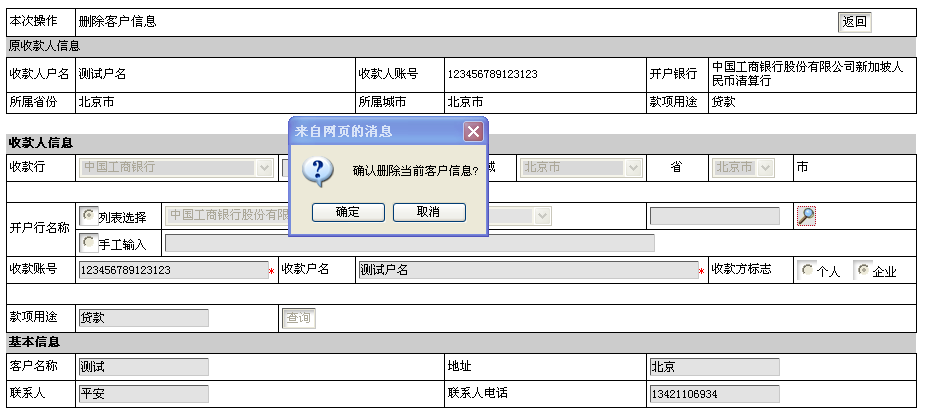 本次操作 删除客户信息 返回
原收款人信息
收款人户名 测试户名 收款人账号 123456789123123 开户银行 中国工商银行股份有限公司新加坡人
民币清算行
所属省份 北京市 所属城市 北京市 款项用途 贷款
来自网页的消息
收款人信息
收款行 中国工商银行 域 北京市 省 北京市 市
确认删除当前客户信息?
开户行名称 列表选择 中国工商银行股份有限
确定 取消
手工输入
收款账号 123456789123123 * 收款户名 测试户名 * 收款方标志 个人 企业
款项用途 贷款 查询
基本信息
客户名称 测试 地址 北京
联系人 平安 联系人电话 13421106934